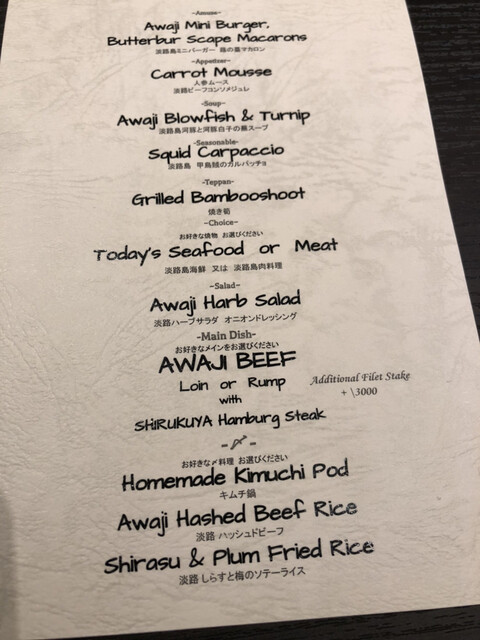 -Amuse-
Awaji Mini Burger,
Butterbur Scape Macarons
淡路島ミニバーガー 蕗の薹マカロン
-Appetizer-
Carrot Mousse
人参ムース
淡路ビーフコンソメジュレ
-Soup-
Awaji Blowfish & Turnip
淡路島河豚と河豚白子の蕪スープ
-Seasonable-
Squid Carpaccio
淡路島 甲烏賊のカルパッチョ
-Teppan-
Grilled Bambooshoot
焼き筍
-Choice-
お好きな焼物 お選びください
Today's Seafood or Meat
淡路島海鮮 又は 淡路島肉料理
-Salad-
Awaji Harb Salad
淡路ハーブサラダ オニオンドレッシング
-Main Dish-
お好きなメインをお選びください
AWAJI BEEF
Loin or Rump
Additional Filet Stake
+ \3000
with
SHIRUKUYA Hamburg Steak
-〆-
お好きな〆料理 お選びください
Homemade Kimuchi Pod
キムチ鍋
Awaji Hashed Beef Rice
淡路 ハッシュドビーフ
Shirasu & Plum Fried Rice
淡路 しらすと梅のソテーライス